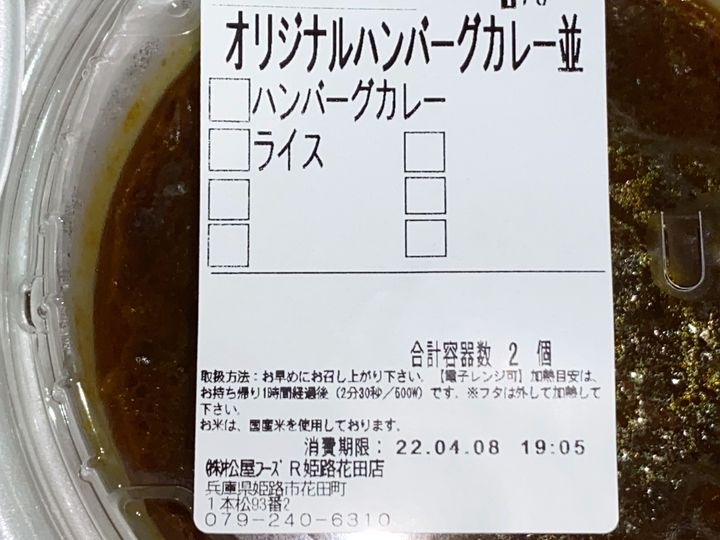 オリジナルハンバーグカレー並
ハンバーグカレー
ライス
合計容器数 2 個
取扱方法：お早めにお召し上がり下さい。【電子レンジ可】加熱目安は、
お持ち帰り1時間経過後（2分30秒／500W）です。※フタは外して加熱して
下さい。
お米は、国産米を使用しております。
消費期限： 22.04.08 19:05
㈱松屋フーズ R姫路花田店
兵庫県姫路市花田町
１本松93番2
079-240-6310